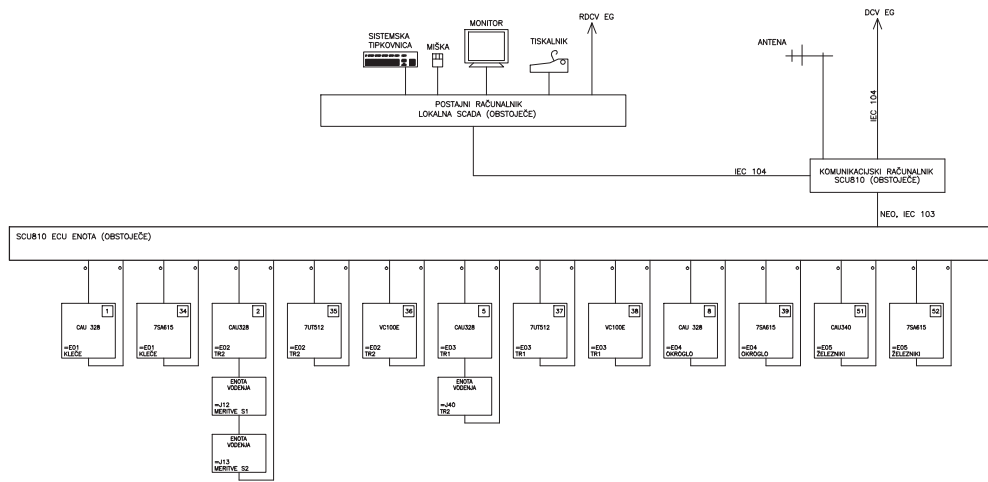 RDCV EG
DCV EG
MONITOR
SISTEMSKA
TIPKOVNICA
MIŠKA
TISKALNIK
ANTENA
POSTAJNI RAČUNALNIK
LOKALNA SCADA (OBSTOJEČE)
IEC 104
IEC 104
KOMUNIKACIJSKI RAČUNALNIK
SCU810 (OBSTOJEČE)
NEO, IEC 103
SCU810 ECU ENOTA (OBSTOJEČE)
1
CAU 328
=E01
KLEČE
34
7SA615
=E01
KLEČE
2
CAU328
=E02
TR2
35
7UT512
=E02
TR2
36
VC100E
=E02
TR2
5
CAU328
=E03
TR1
37
7UT512
=E03
TR1
38
VC100E
=E03
TR1
8
CAU 328
=E04
OKROGLO
39
7SA615
=E04
OKROGLO
51
CAU340
=E05
ŽELEZNIKI
52
7SA615
=E05
ŽELEZNIKI
ENOTA
VODENJA
=J12
MERITVE S1
ENOTA
VODENJA
=J40
TR2
ENOTA
VODENJA
=J13
MERITVE S2